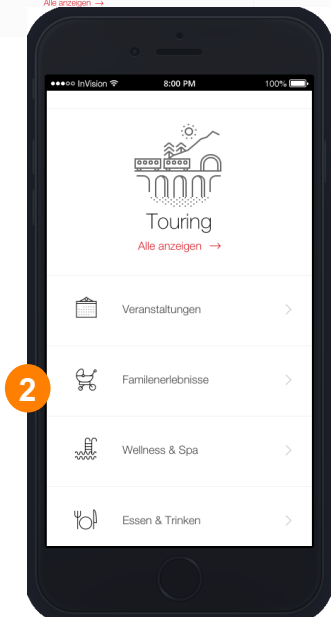 Alle anzeigen →
●●●○○ InVision 8:00 PM 100%
Touring
Alle anzeigen →
Veranstaltungen
2
Familenerlebnisse
Wellness & Spa
Essen & Trinken